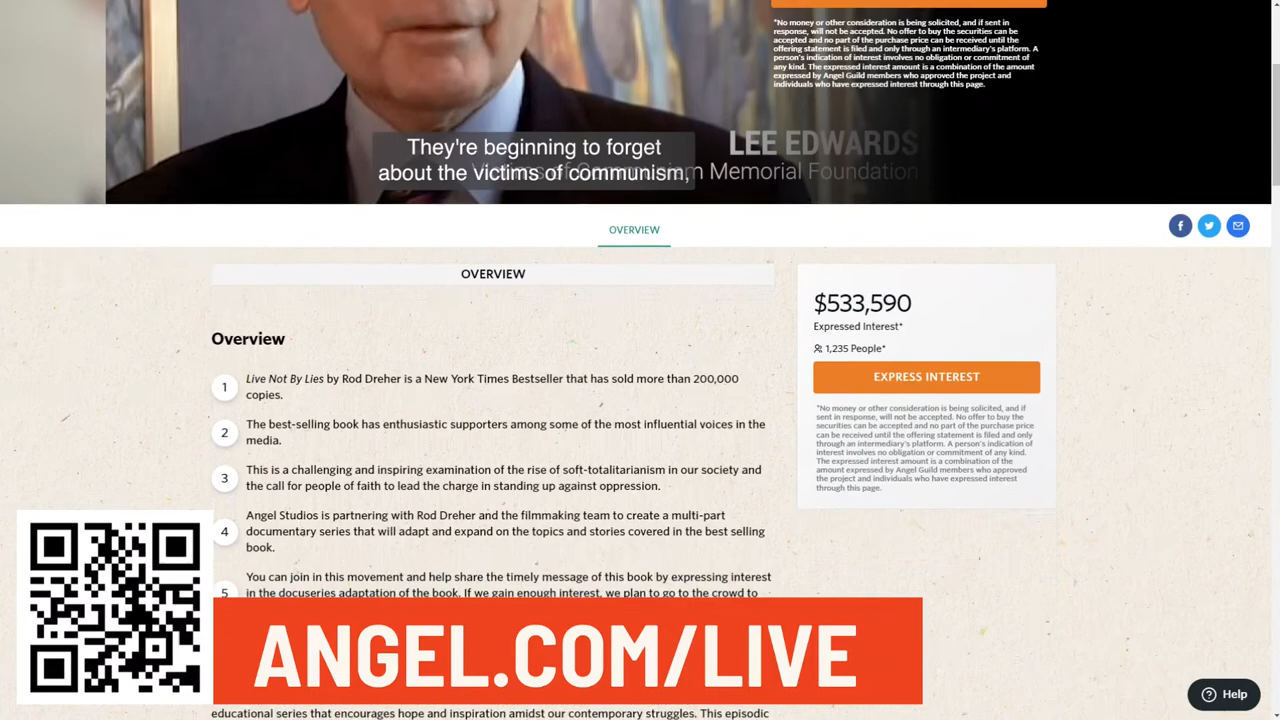 *No money or other consideration is being solicited, and if sent in
response, will not be accepted. No offer to buy the securities can be
accepted and no part of the purchase price can be received until the
offering statement is filed and only through an intermediary's platform. A
person's indication of interest involves no obligation or commitment of
any kind. The expressed interest amount is a combination of the amount
expressed by Angel Guild members who approved the project and
individuals who have expressed interest through this page.
They're beginning to forget
about the victims of communism,
LEE EDWARDS
Victims of Communism Memorial Foundation
OVERVIEW
OVERVIEW
Overview
1
Live Not By Lies by Rod Dreher is a New York Times Bestseller that has sold more than 200,000
copies.
2
The best-selling book has enthusiastic supporters among some of the most influential voices in the
media.
3
This is a challenging and inspiring examination of the rise of soft-totalitarianism in our society and
the call for people of faith to lead the charge in standing up against oppression.
4
Angel Studios is partnering with Rod Dreher and the filmmaking team to create a multi-part
documentary series that will adapt and expand on the topics and stories covered in the best selling
book.
5
You can join in this movement and help share the timely message of this book by expressing interest
in the docuseries adaptation of the book. If we gain enough interest, we plan to go to the crowd to
educational series that encourages hope and inspiration amidst our contemporary struggles. This episodic
$533,590
Expressed Interest*
1,235 People*
EXPRESS INTEREST
*No money or other consideration is being solicited, and if
sent in response, will not be accepted. No offer to buy the
securities can be accepted and no part of the purchase price
can be received until the offering statement is filed and only
through an intermediary's platform. A person's indication of
interest involves no obligation or commitment of any kind.
The expressed interest amount is a combination of the
amount expressed by Angel Guild members who approved
the project and individuals who have expressed interest
through this page.
ANGEL.COM/LIVE
Help